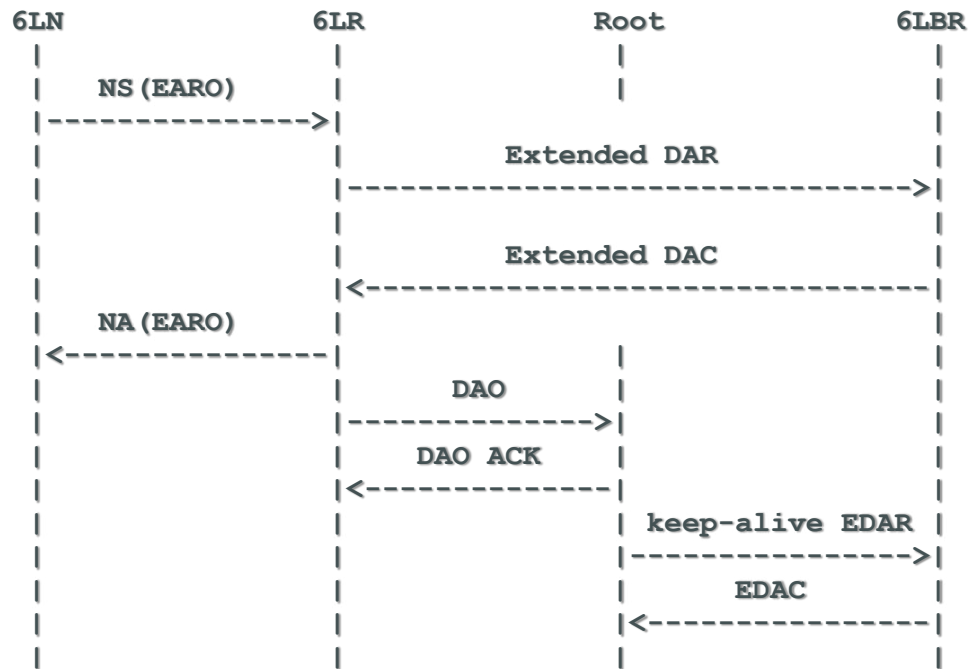 6LN 6LR Root 6LBR
NS(EARO)
Extended DAR
Extended DAC
NA(EARO)
DAO
DAO ACK
keep-alive EDAR
EDAC